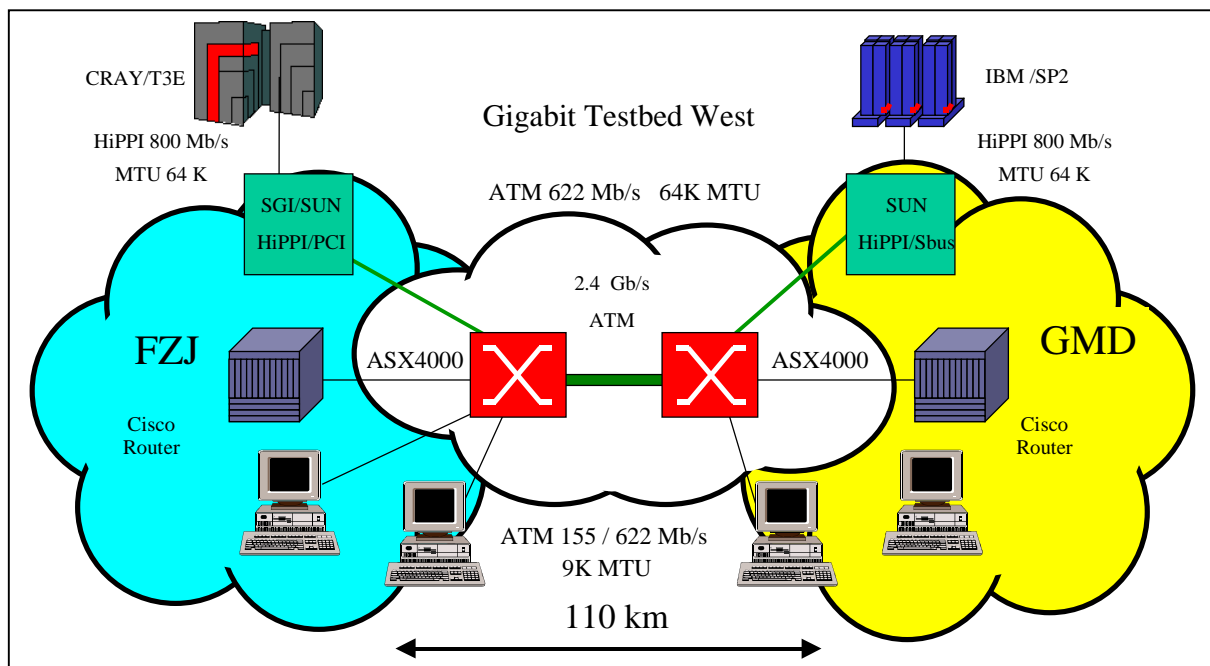 CRAY/T3E
IBM /SP2
Gigabit Testbed West
HiPPI 800 Mb/s
MTU 64 K
HiPPI 800 Mb/s
MTU 64 K
ATM 622 Mb/s 64K MTU
SGI/SUN
HiPPI/PCI
SUN
HiPPI/Sbus
2.4 Gb/s
ATM
FZJ
ASX4000
ASX4000
GMD
Cisco
Router
Cisco
Router
ATM 155 / 622 Mb/s
9K MTU
110 km